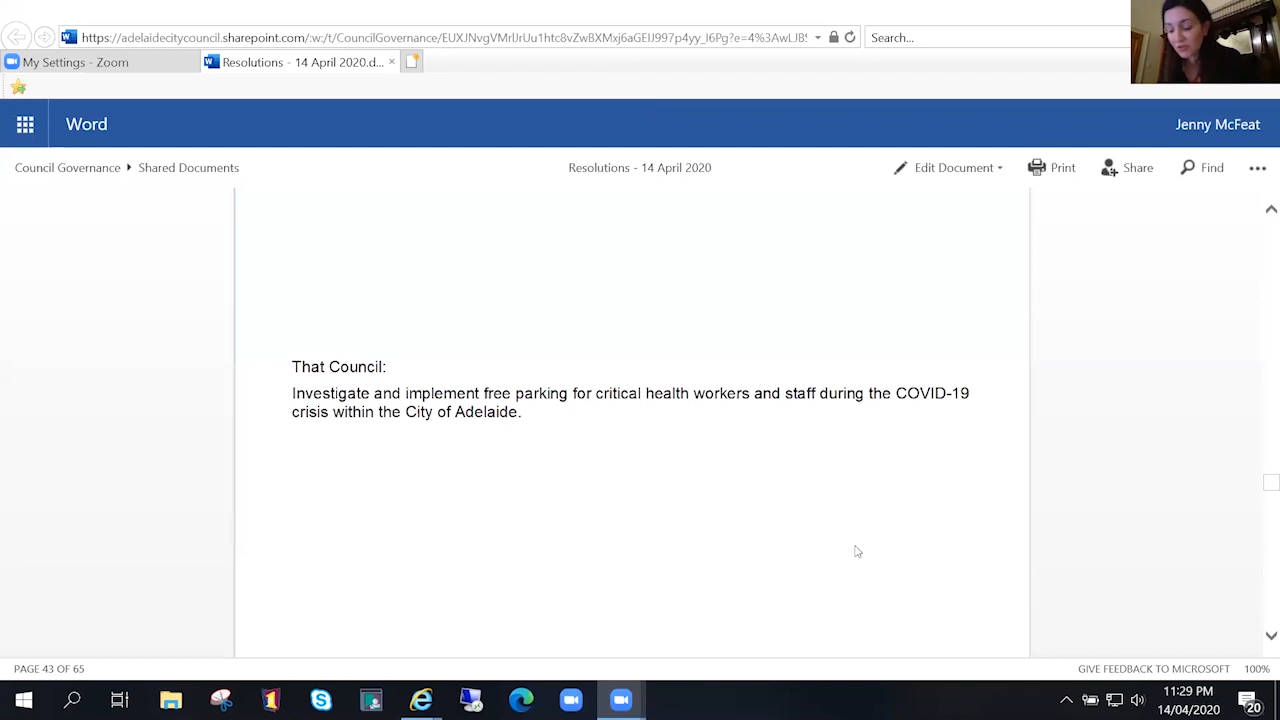 https://adelaidecitycouncil.sharepoint.com/:w:/t/CouncilGovernance/ Search...
My Settings - Zoom Resolutions - 14 April 2020.d...
Word Jenny McFeat
Council Governance Shared Documents Resolutions - 14 April 2020 Edit Document Print Share Find
That Council:
Investigate and implement free parking for critical health workers and staff during the COVID-19
crisis within the City of Adelaide.
PAGE 43 OF 65 GIVE FEEDBACK TO MICROSOFT 100%
11:29 PM
14/04/2020
20